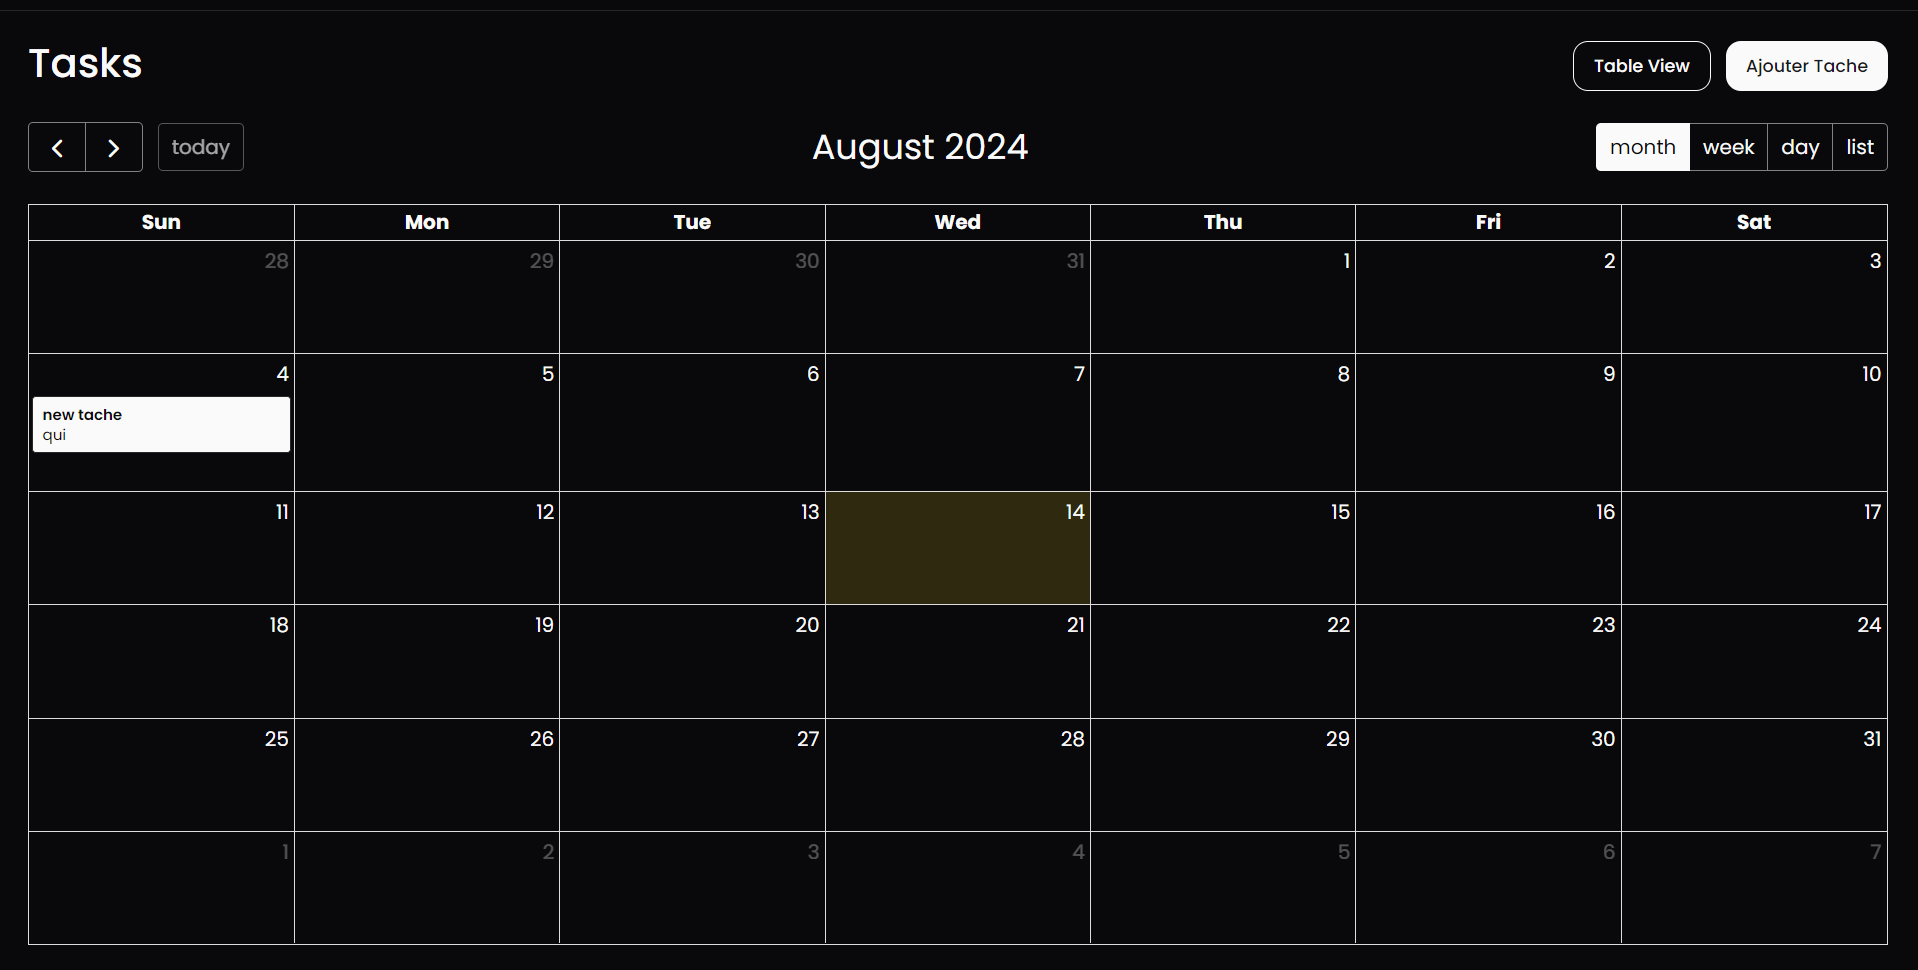 Tasks
Table View
Ajouter Tache
today
August 2024
month week day list
Sun Mon Tue Wed Thu Fri Sat
28 29 30 31 1 2 3
4 5 6 7 8 9 10
new tache
qui
11 12 13 14 15 16 17
18 19 20 21 22 23 24
25 26 27 28 29 30 31
1 2 3 4 5 6 7